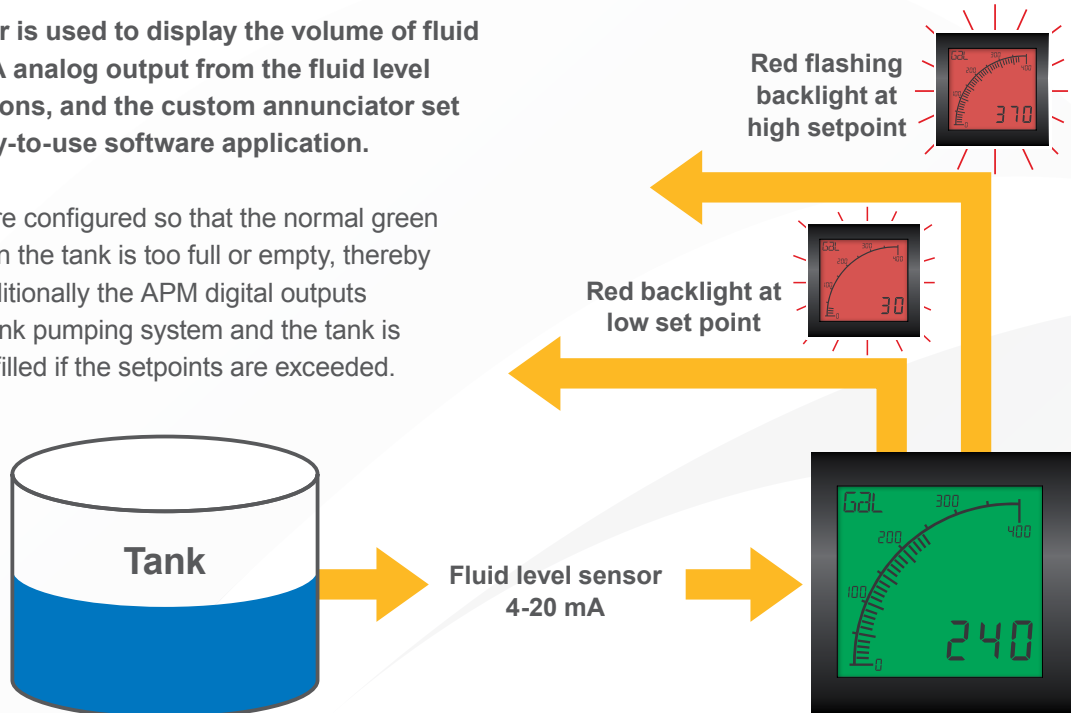 r is used to display the volume of fluid
A analog output from the fluid level
ons, and the custom annunciator set
y-to-use software application.
re configured so that the normal green
n the tank is too full or empty, thereby
ditionally the APM digital outputs
nk pumping system and the tank is
filled if the setpoints are exceeded.
Red flashing
backlight at
high setpoint
GAL
0
100
200
300
400
370
Red backlight at
low set point
GAL
0
100
200
300
400
30
Tank
Fluid level sensor
4-20 mA
GAL
0
100
200
300
400
240